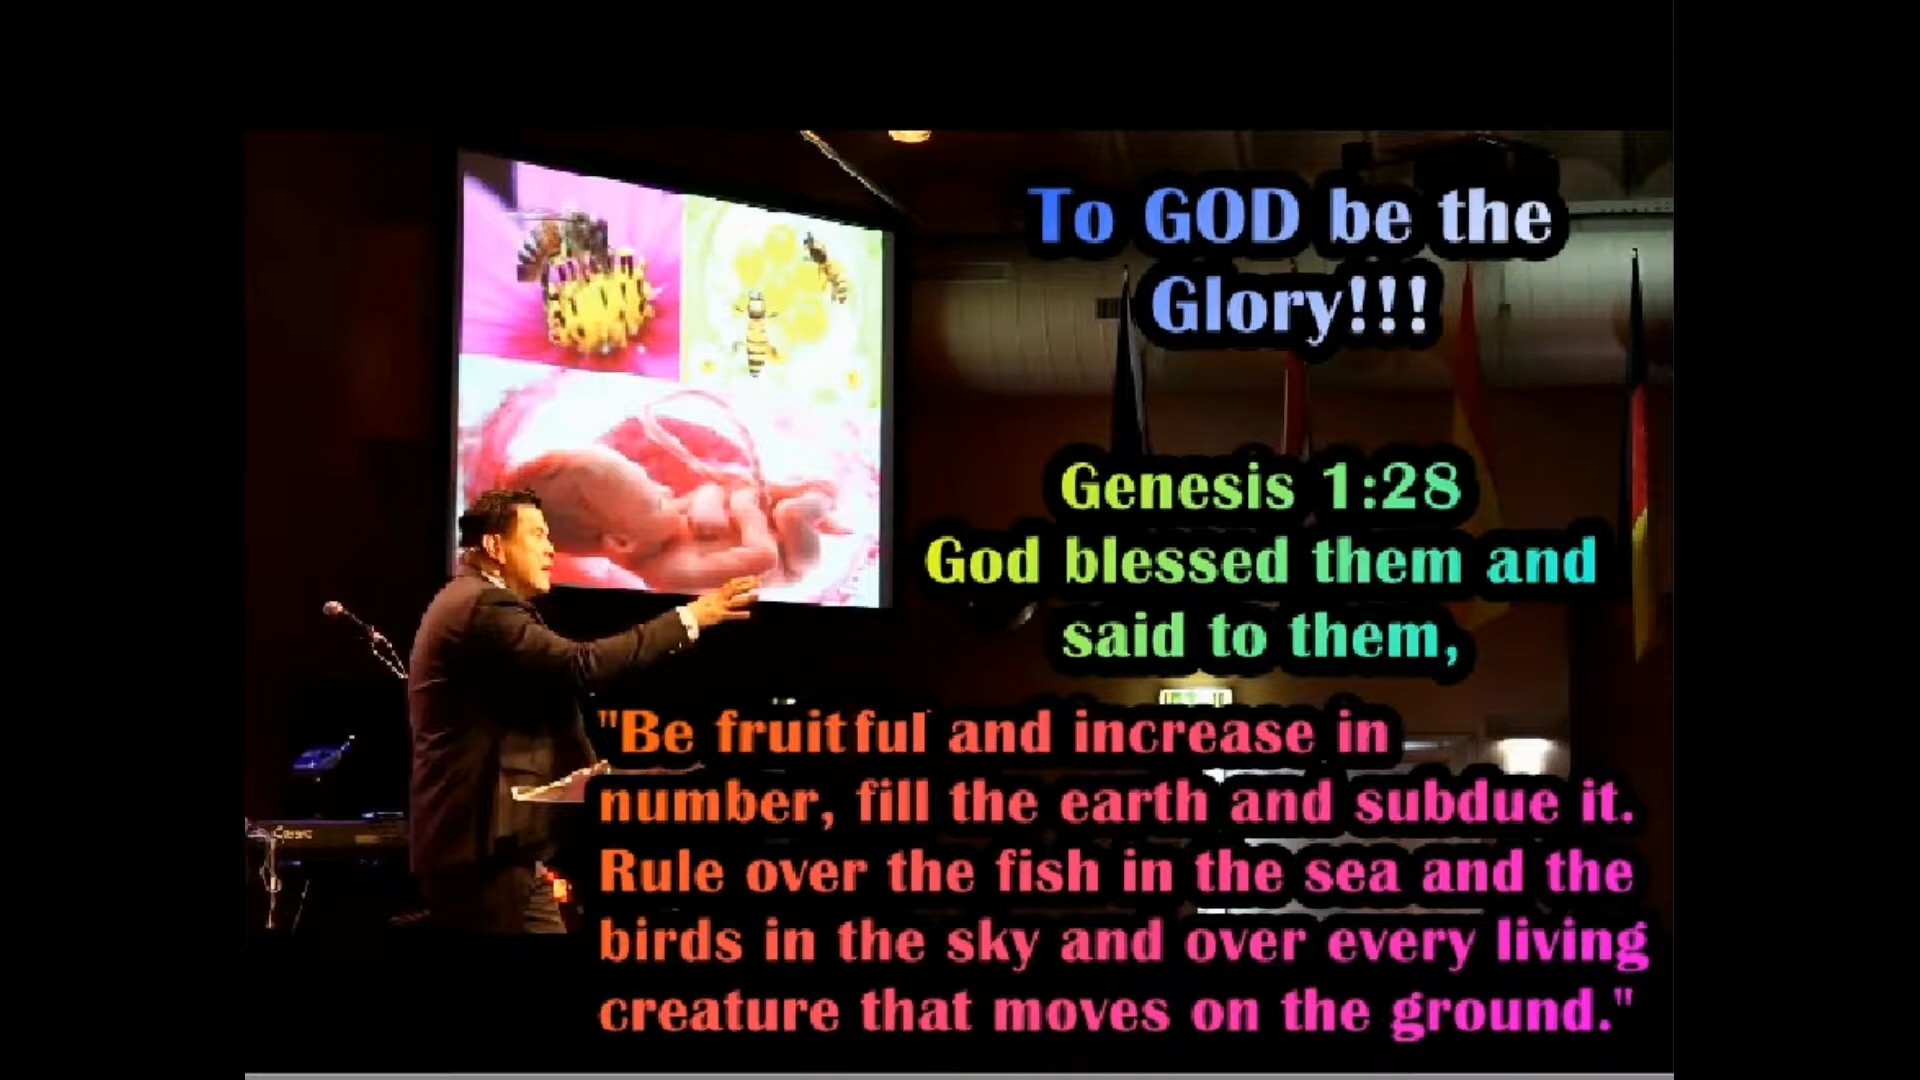 To GOD be the
Glory!!!
Genesis 1:28
God blessed them and
said to them,
"Be fruitful and increase in
number, fill the earth and subdue it.
Rule over the fish in the sea and the
birds in the sky and over every living
creature that moves on the ground."